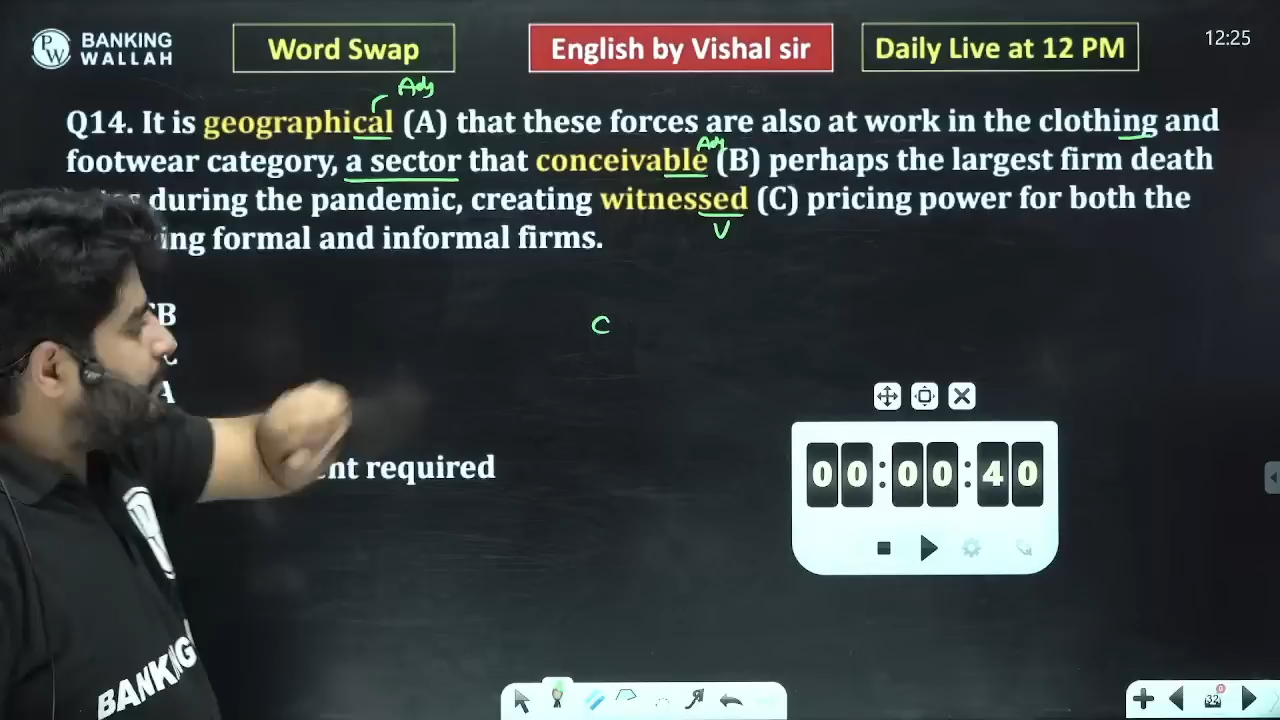 PW BANKING WALLAH
Word Swap
English by Vishal sir
Daily Live at 12 PM
12:25
Adj
Q14. It is geographical (A) that these forces are also at work in the clothing and
Adj
footwear category, a sector that conceivable (B) perhaps the largest firm death
during the pandemic, creating witnessed (C) pricing power for both the
V
formal and informal firms.
B
C
A
required
00:00:40
BANKING
32